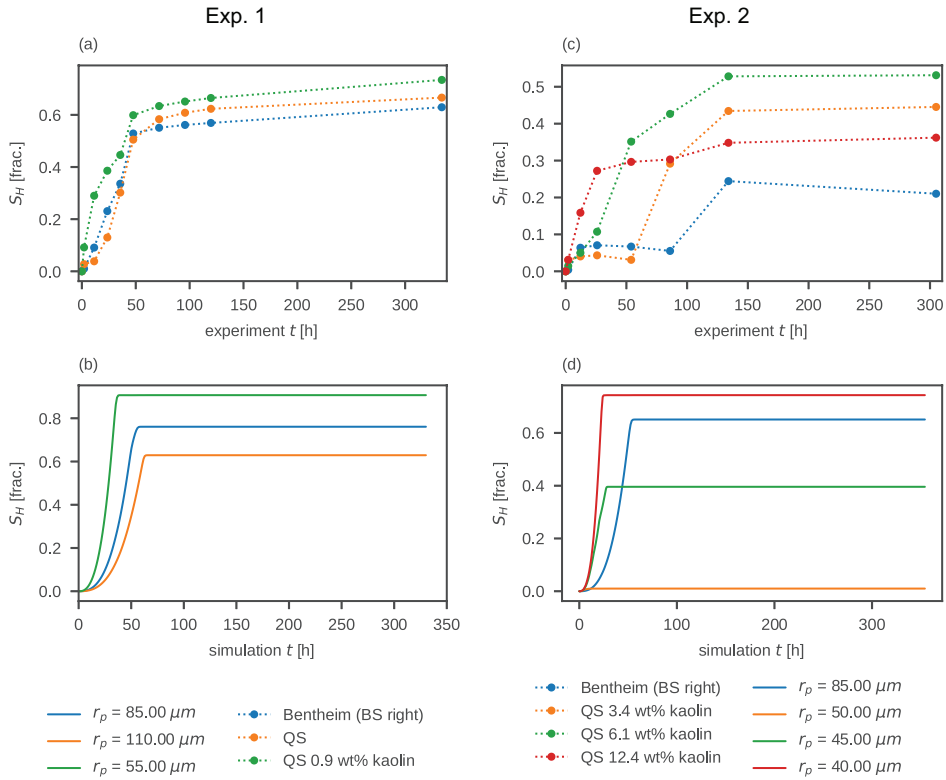 Exp. 1
Exp. 2
(a)
(c)
S_H [frac.]
0.6
0.4
0.2
0.0
0 50 100 150 200 250 300
experiment t [h]
S_H [frac.]
0.5
0.4
0.3
0.2
0.1
0.0
0 50 100 150 200 250 300
experiment t [h]
(b)
(d)
S_H [frac.]
0.8
0.6
0.4
0.2
0.0
0 50 100 150 200 250 300 350
simulation t [h]
S_H [frac.]
0.6
0.4
0.2
0.0
0 100 200 300
simulation t [h]
r_p = 85.00 μm
r_p = 110.00 μm
r_p = 55.00 μm
Bentheim (BS right)
QS
QS 0.9 wt% kaolin
Bentheim (BS right)
QS 3.4 wt% kaolin
QS 6.1 wt% kaolin
QS 12.4 wt% kaolin
r_p = 85.00 μm
r_p = 50.00 μm
r_p = 45.00 μm
r_p = 40.00 μm